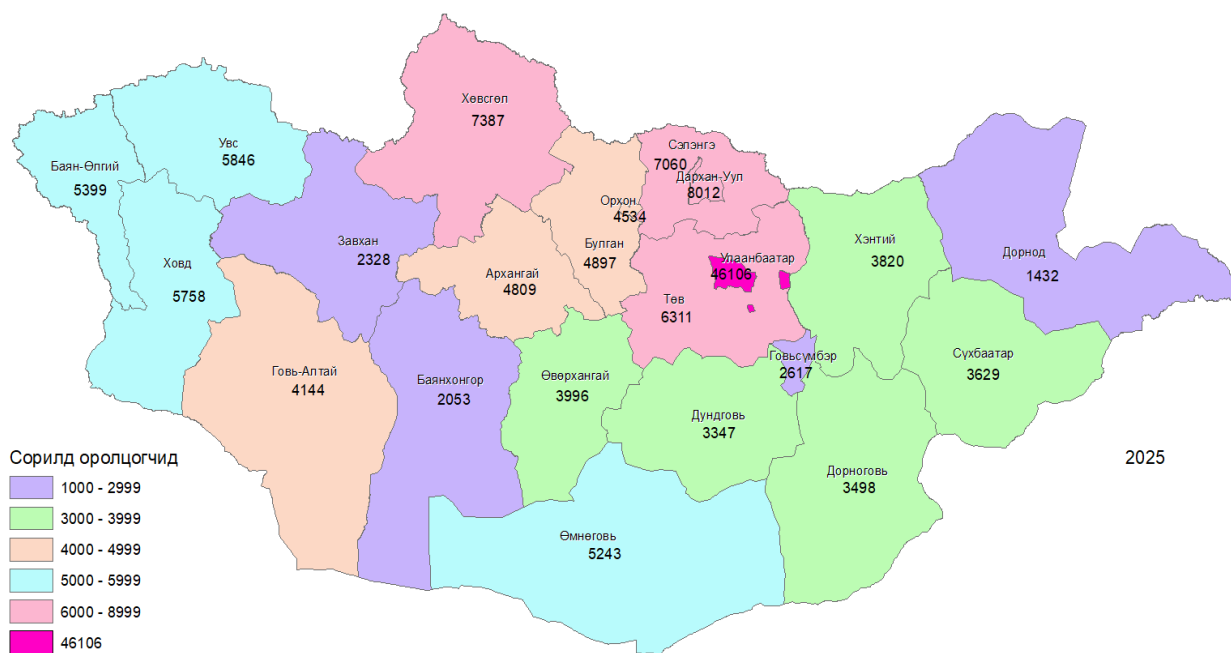 Хөвсгөл
7387
Увс
5846
Баян-Өлгий
5399
Сэлэнгэ
7060
Дархан-Уул
8012
Орхон
4534
Завхан
2328
Булган
4897
Улаанбаатар
46106
Хэнтий
3820
Дорнод
1432
Ховд
5758
Архангай
4809
Төв
6311
Говьсүмбэр
2617
Сүхбаатар
3629
Говь-Алтай
4144
Баянхонгор
2053
Өвөрхангай
3996
Дундговь
3347
Дорноговь
3498
Өмнөговь
5243
2025
Сорилд оролцогчид
1000 - 2999
3000 - 3999
4000 - 4999
5000 - 5999
6000 - 8999
46106